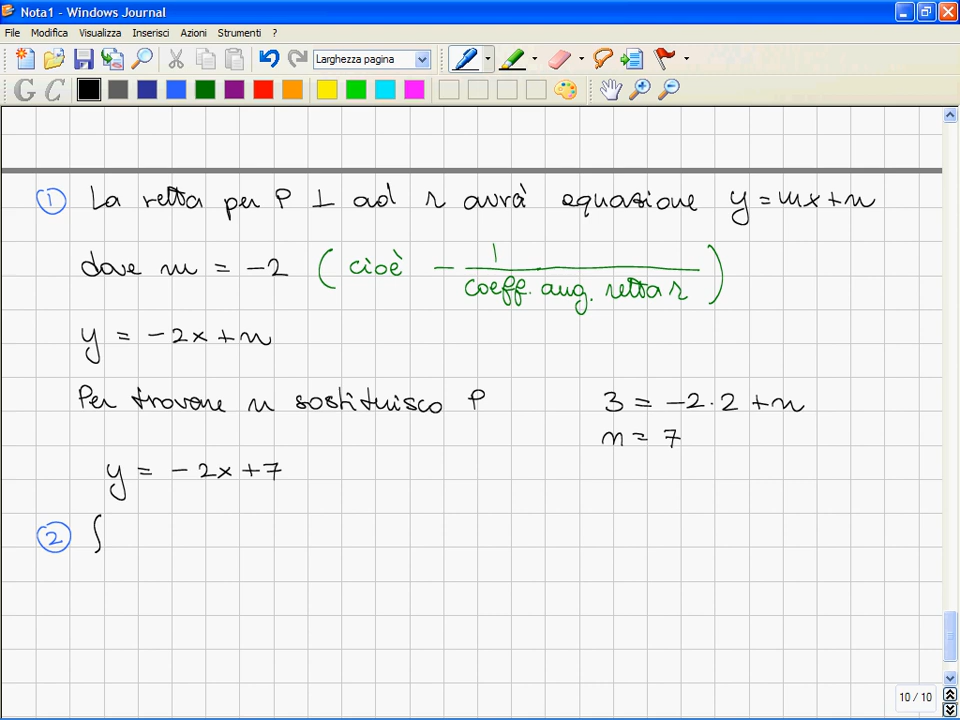 Nota1 - Windows Journal
File Modifica Visualizza Inserisci Azioni Strumenti ?
Larghezza pagina
G C
① La retta per P ⊥ ad r avrà equazione y = mx + n
dove m = -2 ( cioè - 1 / coeff. ang. retta r )
y = -2x + n
Per trovare n sostituisco P 3 = -2 · 2 + n
n = 7
y = -2x + 7
② {
10 / 10